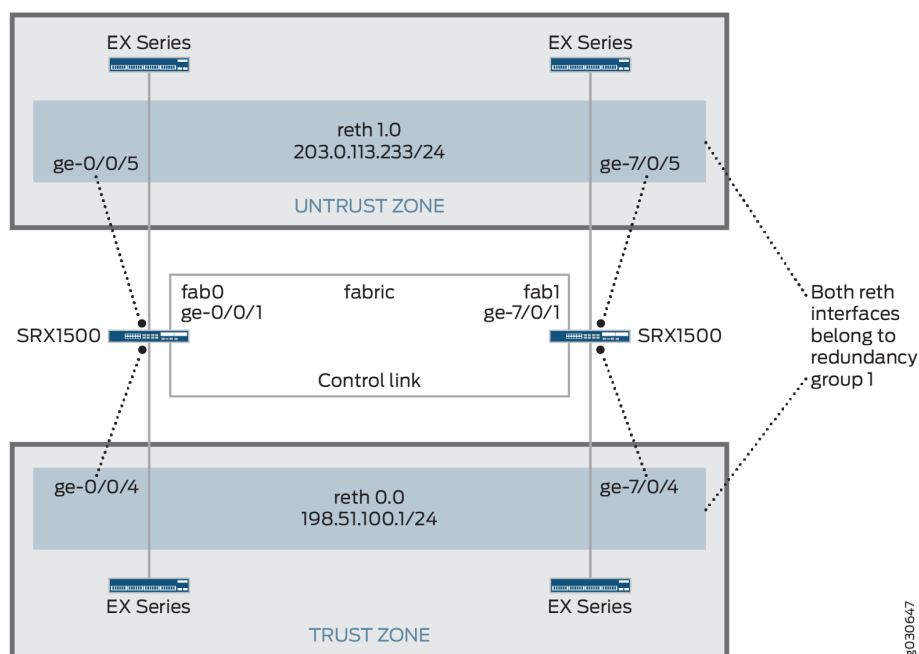 EX Series
EX Series
reth 1.0
203.0.113.233/24
ge-0/0/5
ge-7/0/5
UNTRUST ZONE
fab0
fabric
fab1
ge-0/0/1
ge-7/0/1
SRX1500
SRX1500
Control link
Both reth
interfaces
belong to
redundancy
group 1
ge-0/0/4
ge-7/0/4
reth 0.0
198.51.100.1/24
EX Series
EX Series
TRUST ZONE
g030647